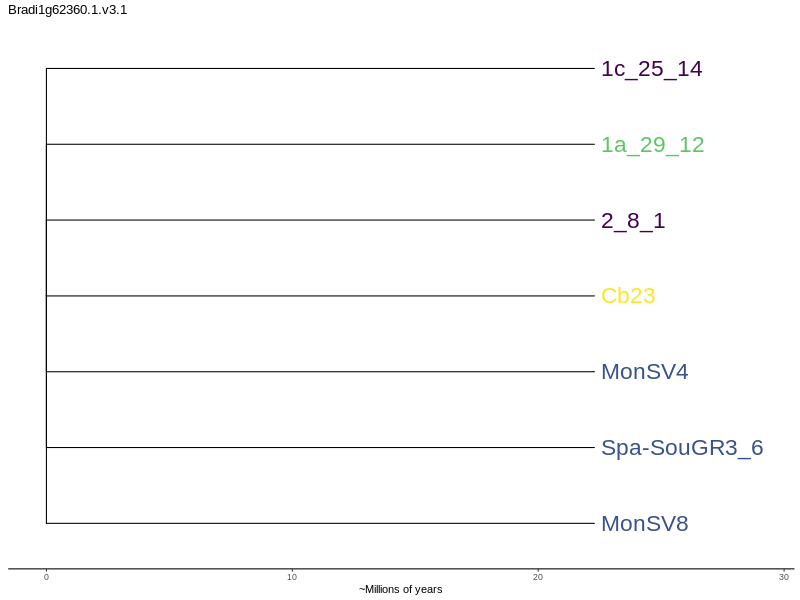 Bradi1g62360.1.v3.1
1c_25_14
1a_29_12
2_8_1
Cb23
MonSV4
Spa-SouGR3_6
MonSV8
0 10 20 30
~Millions of years